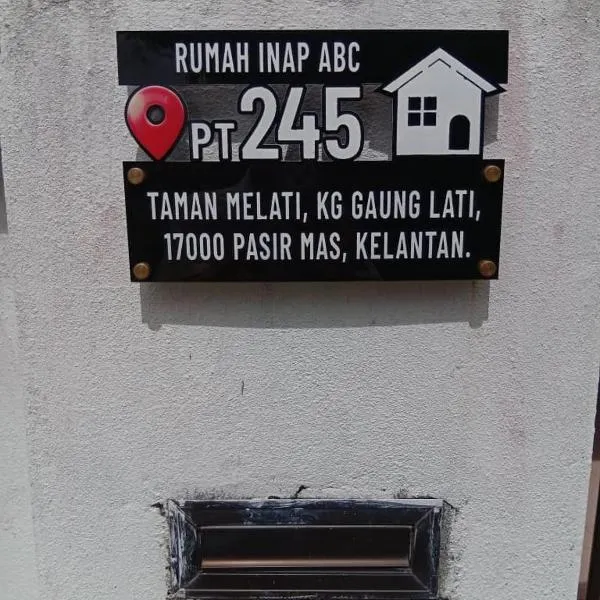 RUMAH INAP ABC
PT 245
TAMAN MELATI, KG GAUNG LATI,
17000 PASIR MAS, KELANTAN.